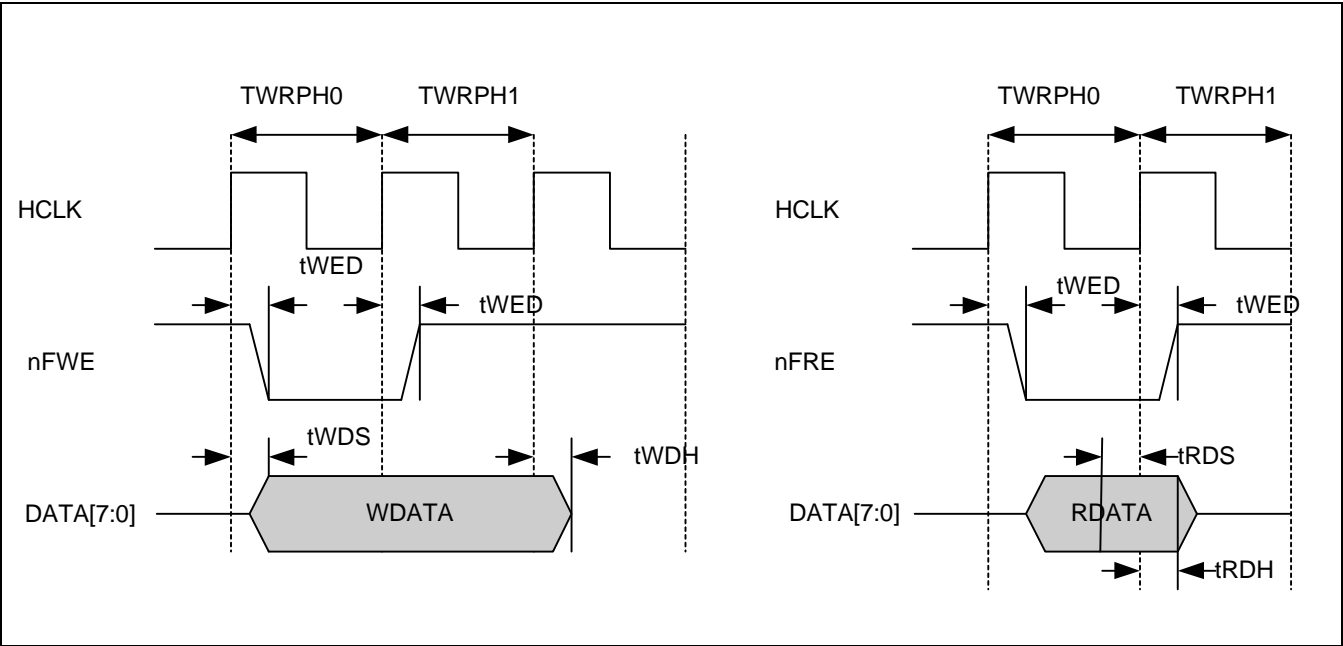 TWRPH0 TWRPH1
HCLK
tWED
tWED
nFWE
tWDS
tWDH
DATA[7:0]
WDATA
TWRPH0 TWRPH1
HCLK
tWED
tWED
nFRE
tRDS
DATA[7:0]
RDATA
tRDH